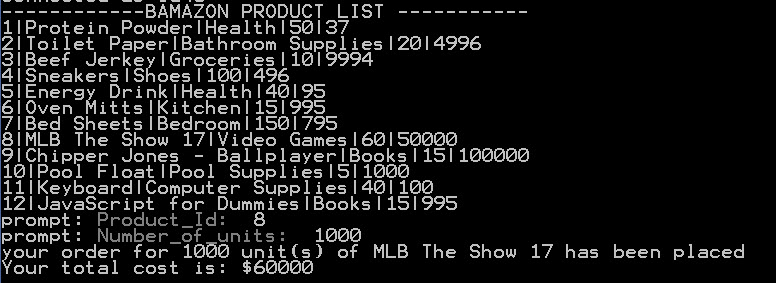 ------------BAMAZON PRODUCT LIST -----------
1|Protein Powder|Health|50|37
2|Toilet Paper|Bathroom Supplies|20|4996
3|Beef Jerkey|Groceries|10|9994
4|Sneakers|Shoes|100|496
5|Energy Drink|Health|40|95
6|Oven Mitts|Kitchen|15|995
7|Bed Sheets|Bedroom|150|795
8|MLB The Show 17|Video Games|60|50000
9|Chipper Jones - Ballplayer|Books|15|100000
10|Pool Float|Pool Supplies|5|1000
11|Keyboard|Computer Supplies|40|100
12|JavaScript for Dummies|Books|15|995
prompt: Product_Id:  8
prompt: Number_of_units:  1000
your order for 1000 unit(s) of MLB The Show 17 has been placed
Your total cost is: $60000